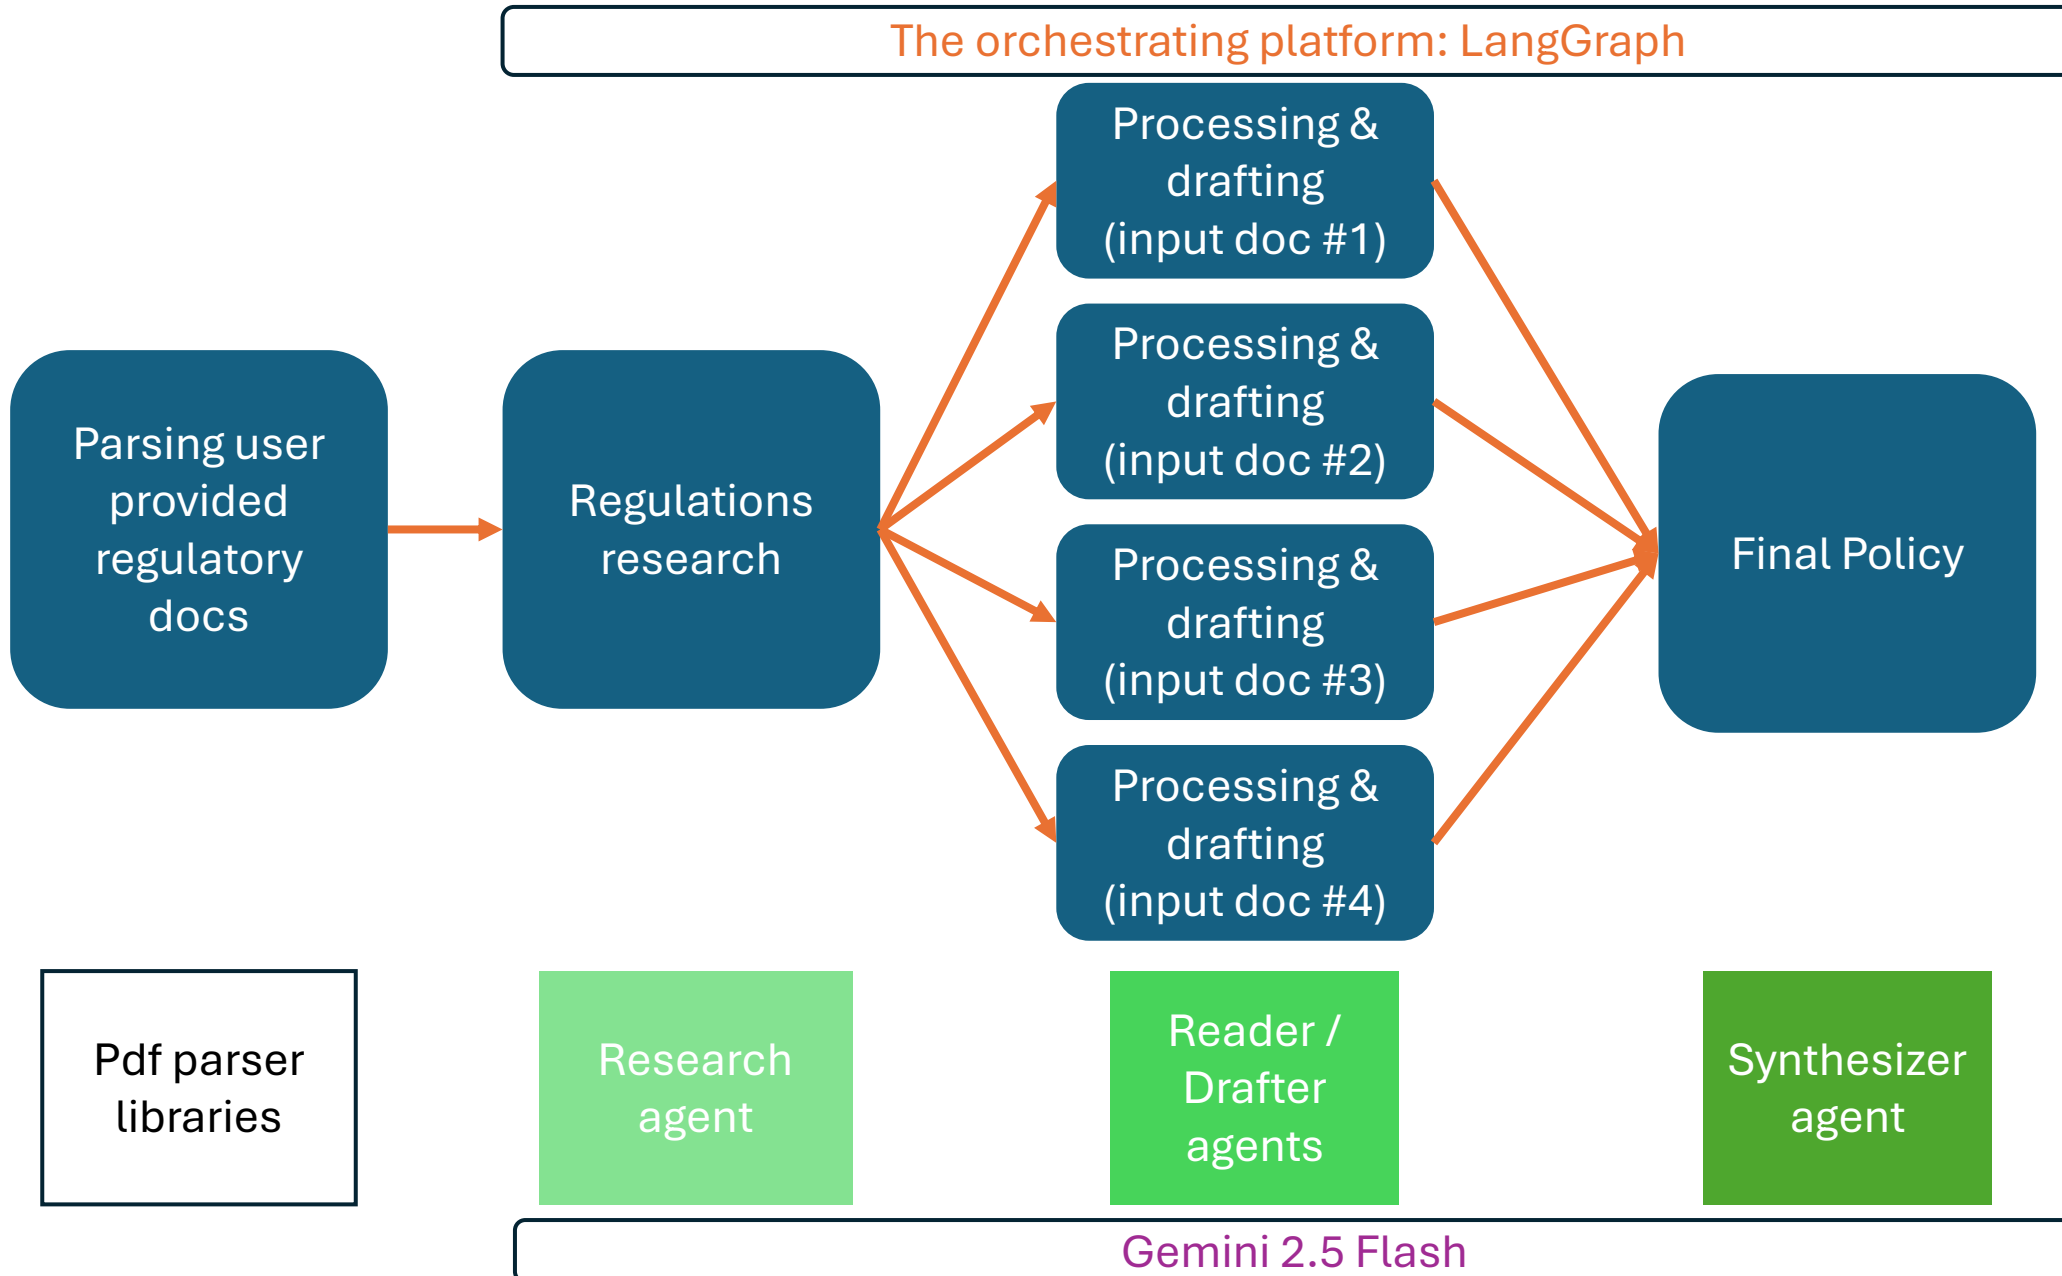 The orchestrating platform: LangGraph
Parsing user
provided
regulatory
docs
Regulations
research
Processing &
drafting
(input doc #1)
Processing &
drafting
(input doc #2)
Processing &
drafting
(input doc #3)
Processing &
drafting
(input doc #4)
Final Policy
Pdf parser
libraries
Research
agent
Reader /
Drafter
agents
Synthesizer
agent
Gemini 2.5 Flash